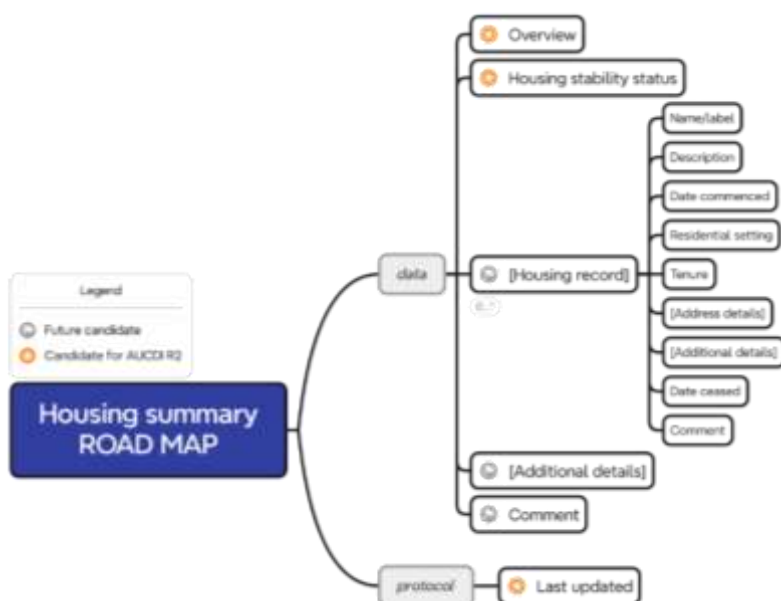 Overview
Housing stability status
Name/label
Description
Date commenced
Residential setting
data
[Housing record]
Tenure
Legend
Future candidate
Candidate for AUCDI R2
[Address details]
[Additional details]
Date ceased
Comment
Housing summary
ROAD MAP
[Additional details]
Comment
protocol
Last updated